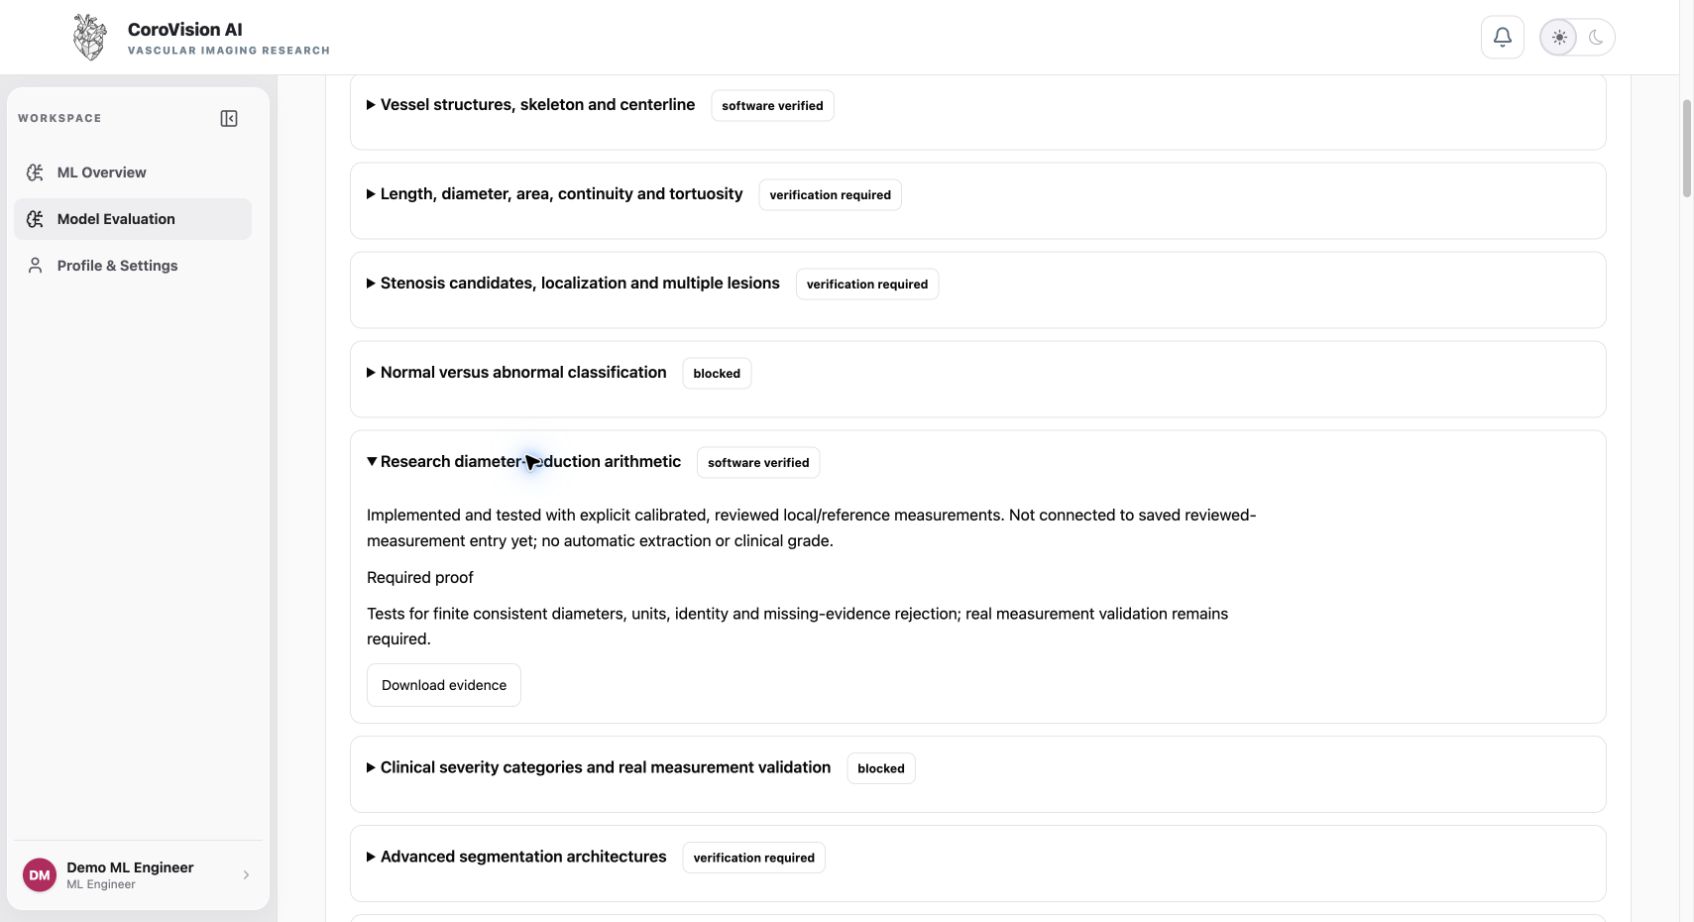 CoroVision AI
VASCULAR IMAGING RESEARCH
WORKSPACE
ML Overview
Model Evaluation
Profile & Settings
Vessel structures, skeleton and centerline software verified
Length, diameter, area, continuity and tortuosity verification required
Stenosis candidates, localization and multiple lesions verification required
Normal versus abnormal classification blocked
Research diameter- duction arithmetic software verified
Implemented and tested with explicit calibrated, reviewed local/reference measurements. Not connected to saved reviewed-
measurement entry yet; no automatic extraction or clinical grade.
Required proof
Tests for finite consistent diameters, units, identity and missing-evidence rejection; real measurement validation remains
required.
Download evidence
Clinical severity categories and real measurement validation blocked
Advanced segmentation architectures verification required
DM
Demo ML Engineer
ML Engineer